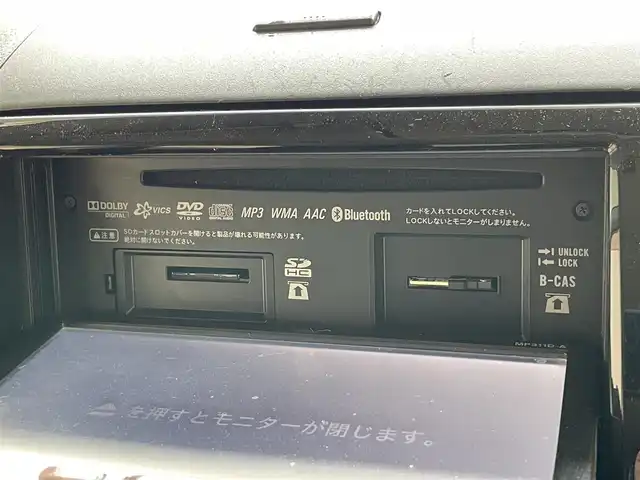 DOLBY DIGITAL VICS DVD VIDEO COMPACT disc DIGITAL AUDIO MP3 WMA AAC Bluetooth
カードを入れてLOCKしてください。
LOCKしないとモニターがしまりません。
注意 SDカードスロットカバーを開けると製品が壊れる可能性があります。
絶対に開けないでください。
SD HC
UNLOCK
LOCK
B-CAS
を押すとモニターが閉じます。